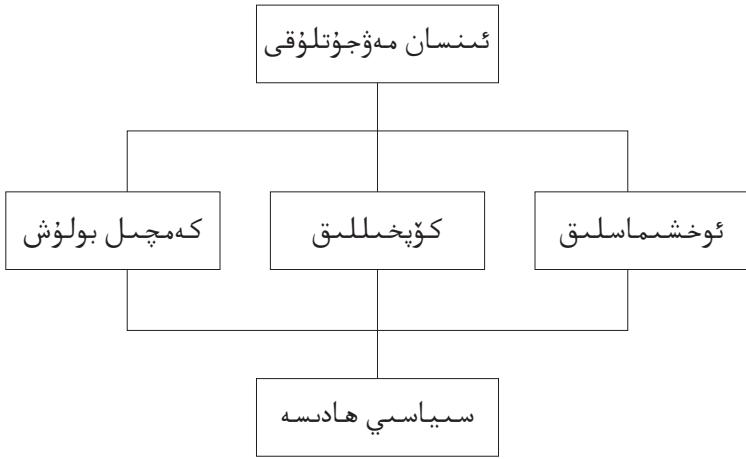 ئىنسان مەۋجۇتلۇقى
ئوخشىماسلىق
كۆپخىللىق
كەمچىل بولۇش
سىياسىي ھادىسە